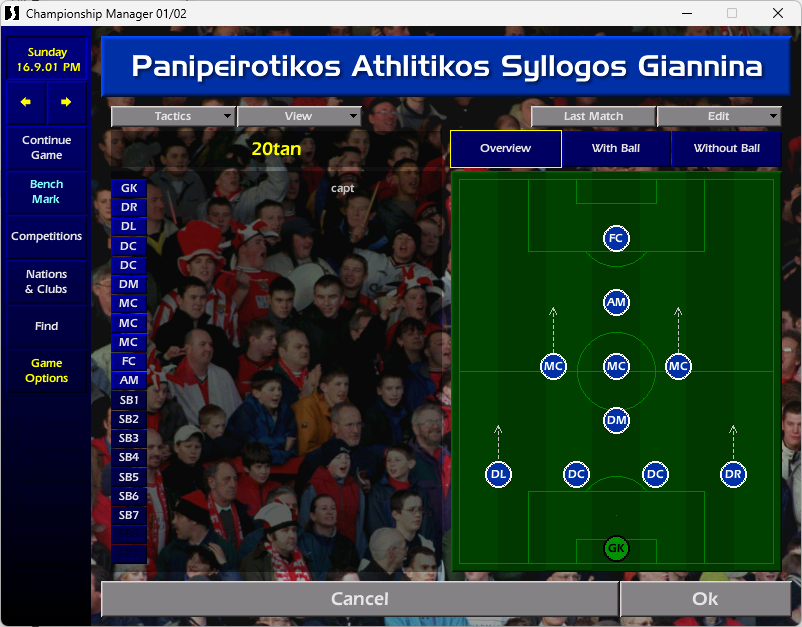 Championship Manager 01/02
Sunday
16.9.01 PM
Continue
Game
Bench
Mark
Competitions
Nations
& Clubs
Find
Game
Options
Panipeirotikos Athlitikos Syllogos Giannina
Tactics
View
Last Match
Edit
20tan
Overview
With Ball
Without Ball
GK
capt
DR
DL
DC
DC
DM
MC
MC
MC
FC
AM
SB1
SB2
SB3
SB4
SB5
SB6
SB7
FC
AM
MC
MC
MC
DM
DL
DC
DC
DR
GK
Cancel
Ok